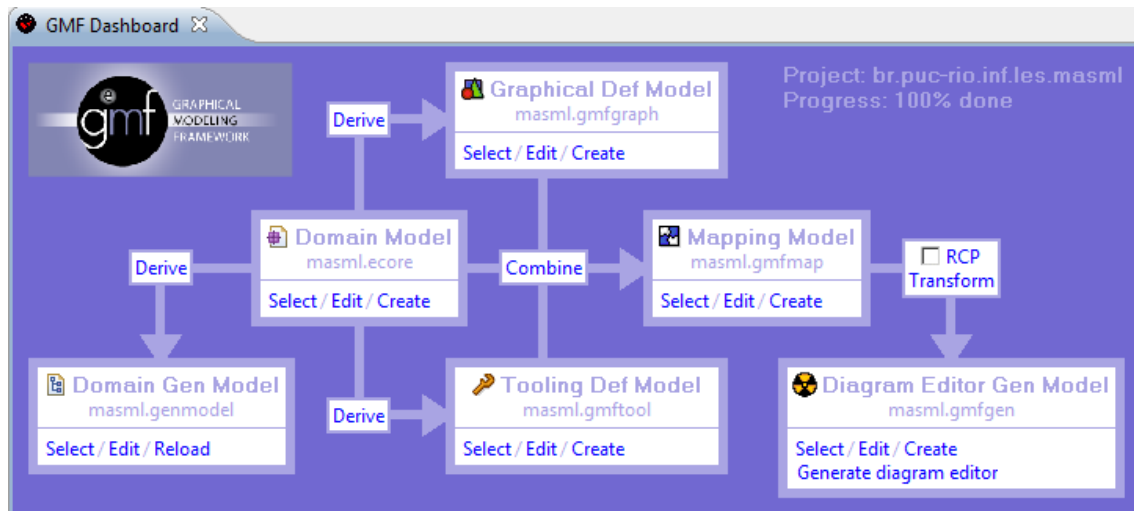 GMF Dashboard
e
gmf
GRAPHICAL
MODELING
FRAMEWORK
Project: br.puc-rio.inf.les.masml
Progress: 100% done
Graphical Def Model
masml.gmfgraph
Select / Edit / Create
Derive
Domain Model
masml.ecore
Select / Edit / Create
Derive
Combine
Mapping Model
masml.gmfmap
Select / Edit / Create
RCP
Transform
Domain Gen Model
masml.genmodel
Select / Edit / Reload
Derive
Tooling Def Model
masml.gmftool
Select / Edit / Create
Diagram Editor Gen Model
masml.gmfgen
Select / Edit / Create
Generate diagram editor